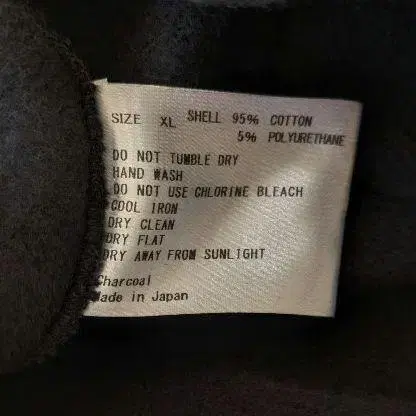 SIZE XL SHELL 95% COTTON
5% POLYURETHANE
DO NOT TUMBLE DRY
HAND WASH
DO NOT USE CHLORINE BLEACH
COOL IRON
DRY CLEAN
DRY FLAT
DRY AWAY FROM SUNLIGHT
Charcoal
Made in Japan